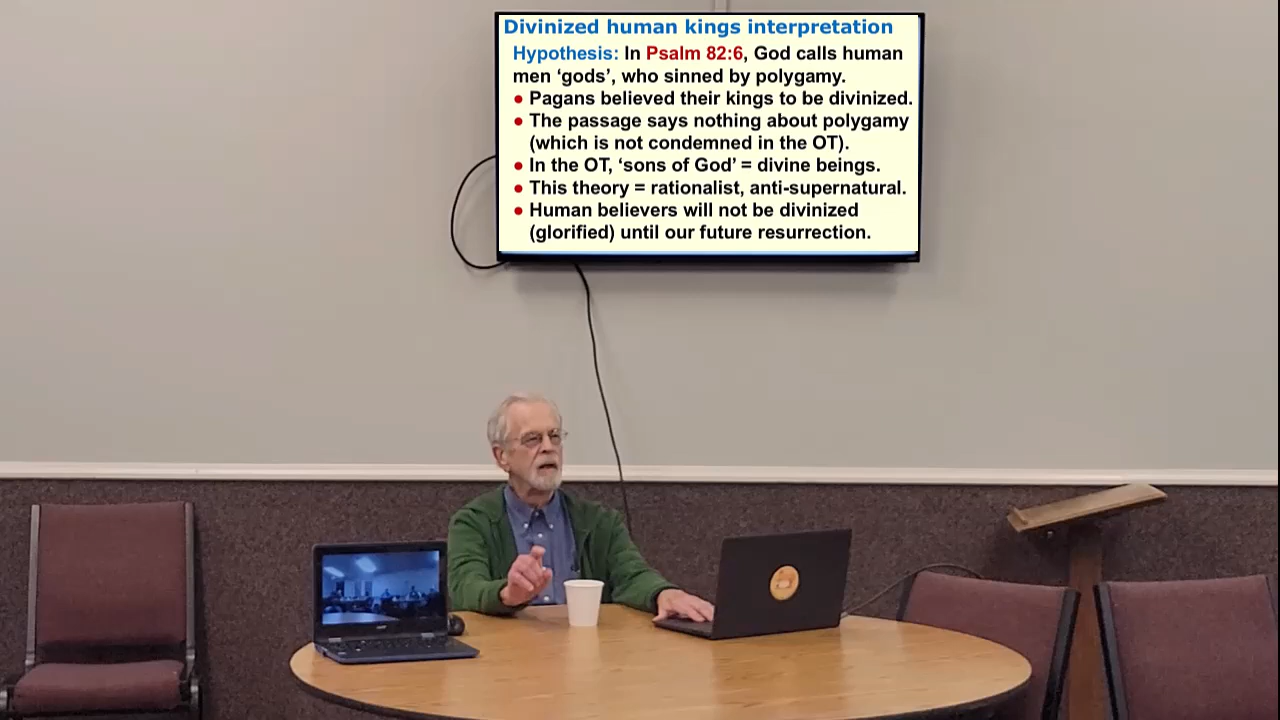 Divinized human kings interpretation
Hypothesis: In Psalm 82:6, God calls human
men ‘gods’, who sinned by polygamy.
● Pagans believed their kings to be divinized.
● The passage says nothing about polygamy
(which is not condemned in the OT).
● In the OT, ‘sons of God’ = divine beings.
● This theory = rationalist, anti-supernatural.
● Human believers will not be divinized
(glorified) until our future resurrection.